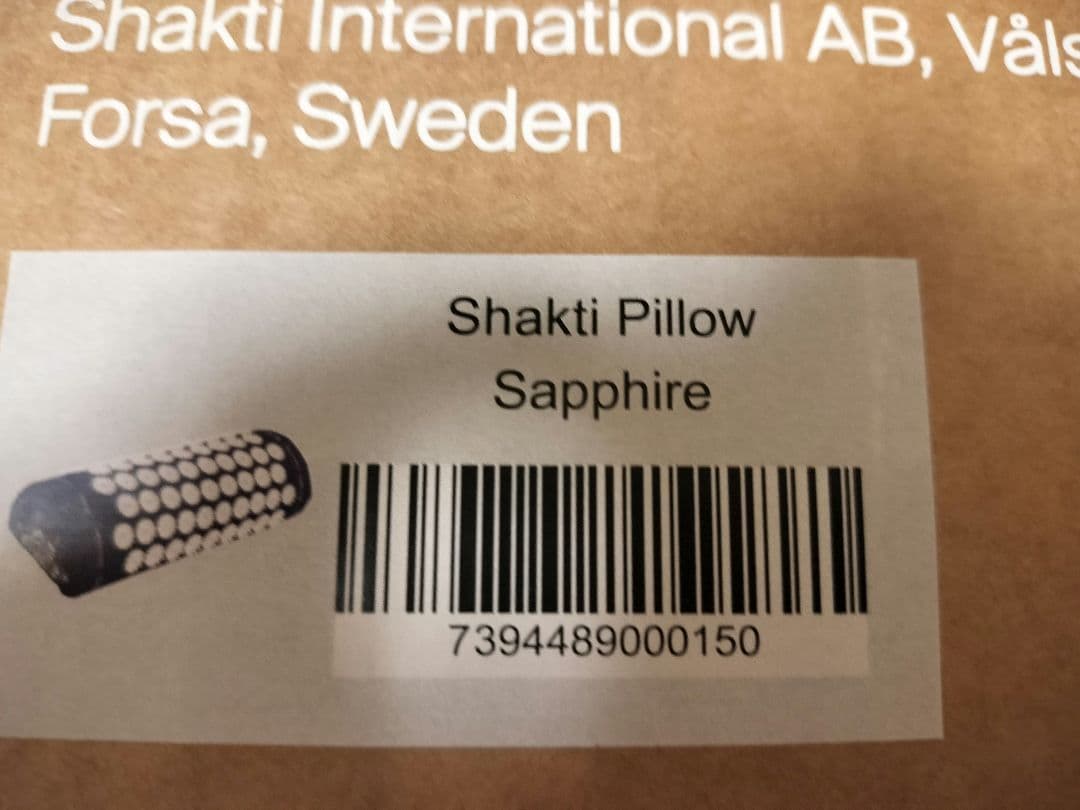 Shakti International AB, Våls
Forsa, Sweden
Shakti Pillow
Sapphire
7394489000150